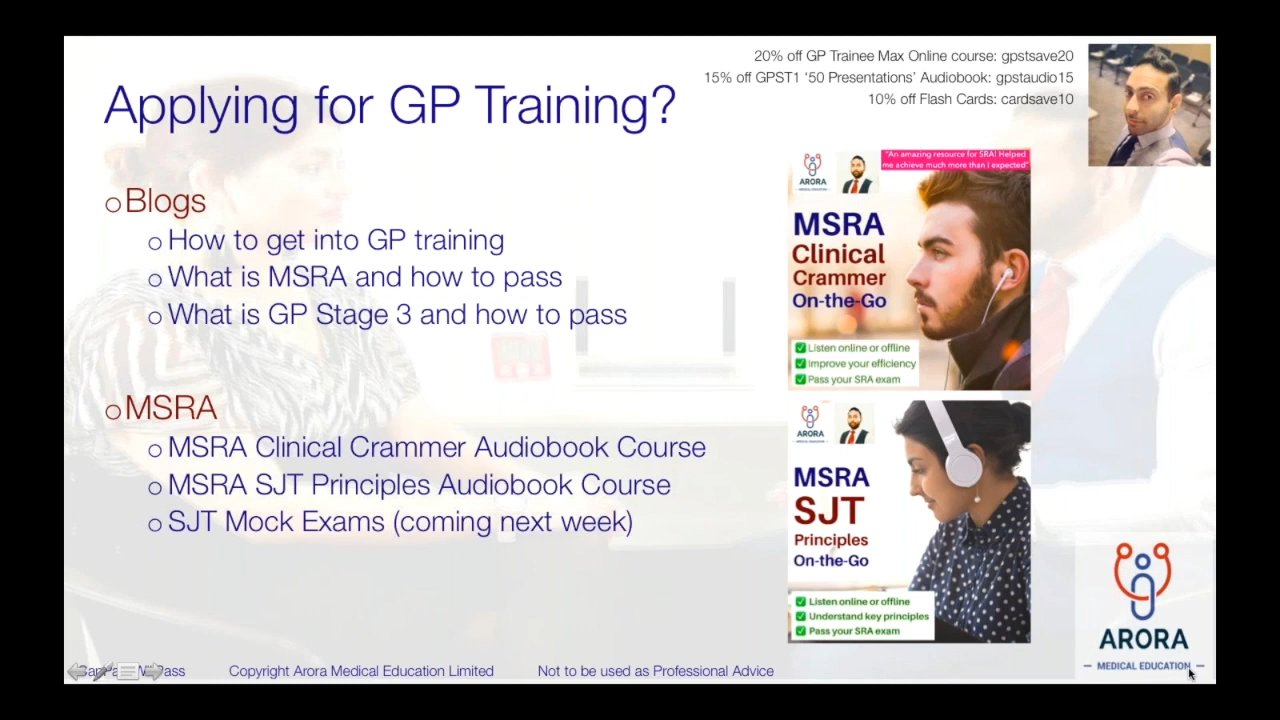 20% off GP Trainee Max Online course: gpstsave20
15% off GPST1 ‘50 Presentations’ Audiobook: gpstaudio15
10% off Flash Cards: cardsave10
Applying for GP Training?
Blogs
How to get into GP training
What is MSRA and how to pass
What is GP Stage 3 and how to pass
MSRA
MSRA Clinical Crammer Audiobook Course
MSRA SJT Principles Audiobook Course
SJT Mock Exams (coming next week)
"An amazing resource for SRA! Helped
me achieve much more than I expected"
ARORA
MEDICAL EDUCATION
MSRA
Clinical
Crammer
On-the-Go
Listen online or offline
Improve your efficiency
Pass your SRA exam
ARORA
MEDICAL EDUCATION
MSRA
SJT
Principles
On-the-Go
Listen online or offline
Understand key principles
Pass your SRA exam
ARORA
MEDICAL EDUCATION
Copyright Arora Medical Education Limited
Not to be used as Professional Advice